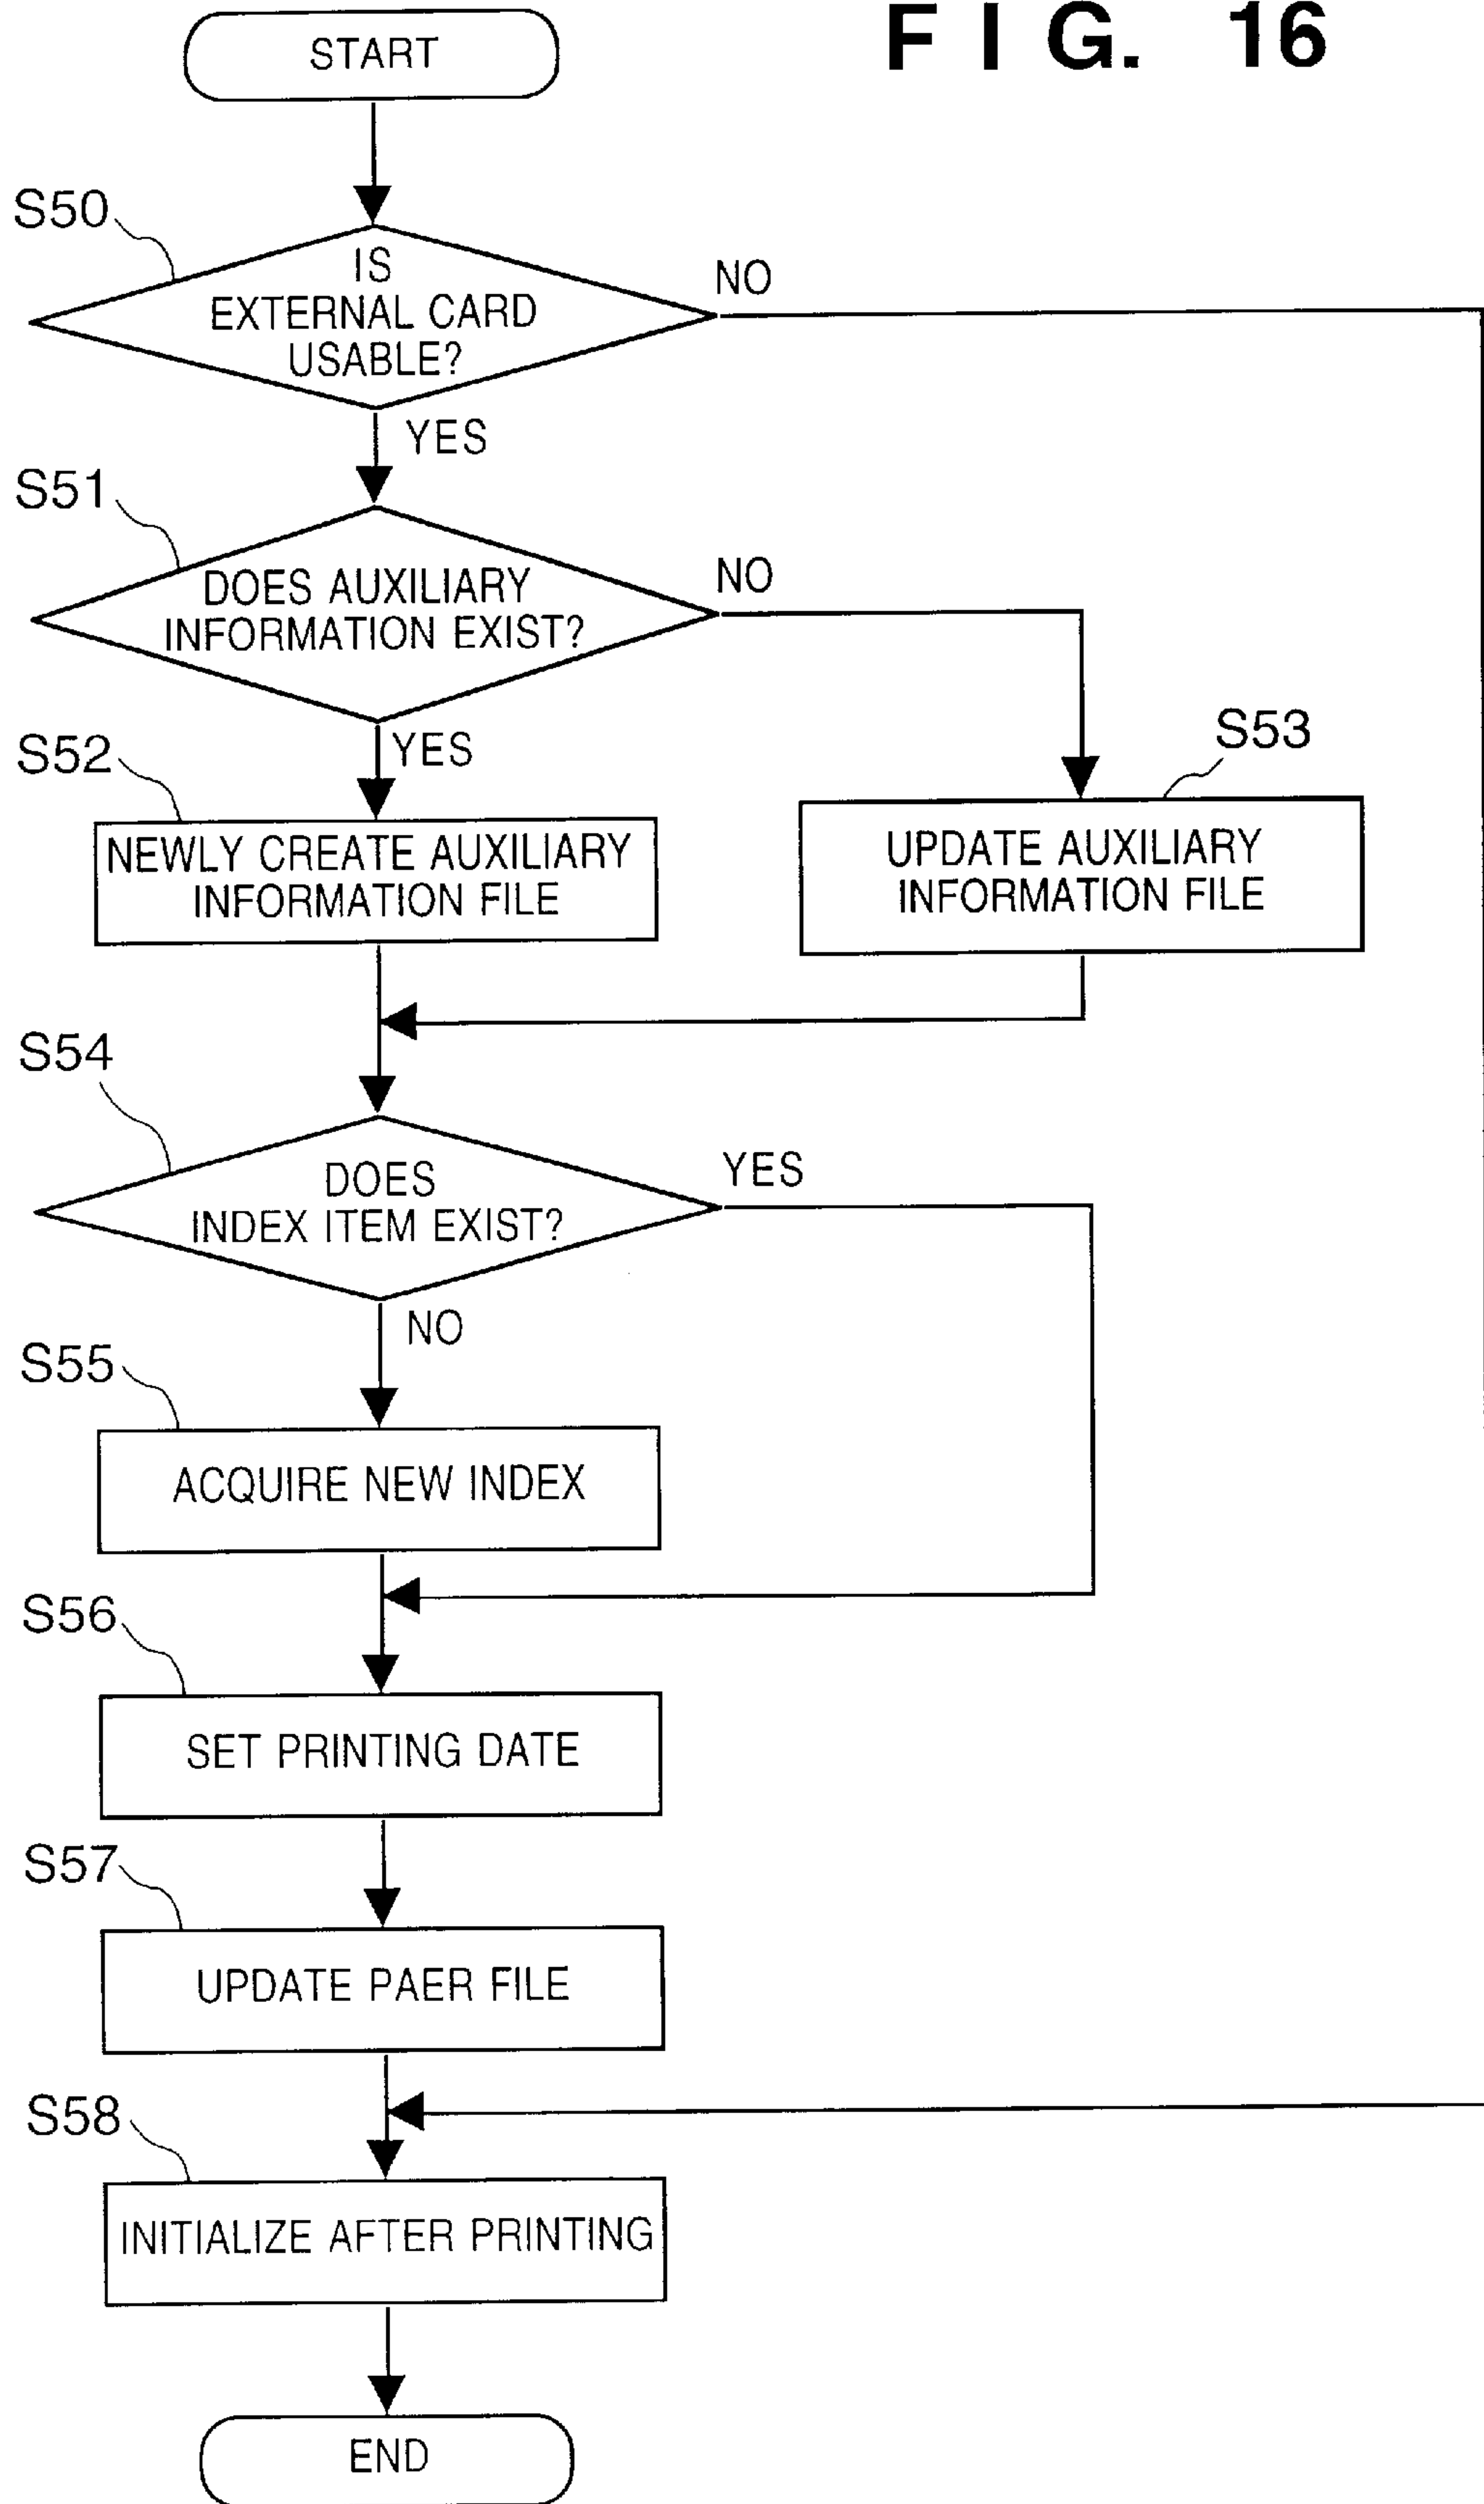 FIG. 16
START
S50
IS
EXTERNAL CARD
USABLE?
NO
YES
S51
DOES AUXILIARY
INFORMATION EXIST?
NO
YES
S52
NEWLY CREATE AUXILIARY
INFORMATION FILE
S53
UPDATE AUXILIARY
INFORMATION FILE
S54
DOES
INDEX ITEM EXIST?
YES
NO
S55
ACQUIRE NEW INDEX
S56
SET PRINTING DATE
S57
UPDATE PAER FILE
S58
INITIALIZE AFTER PRINTING
END